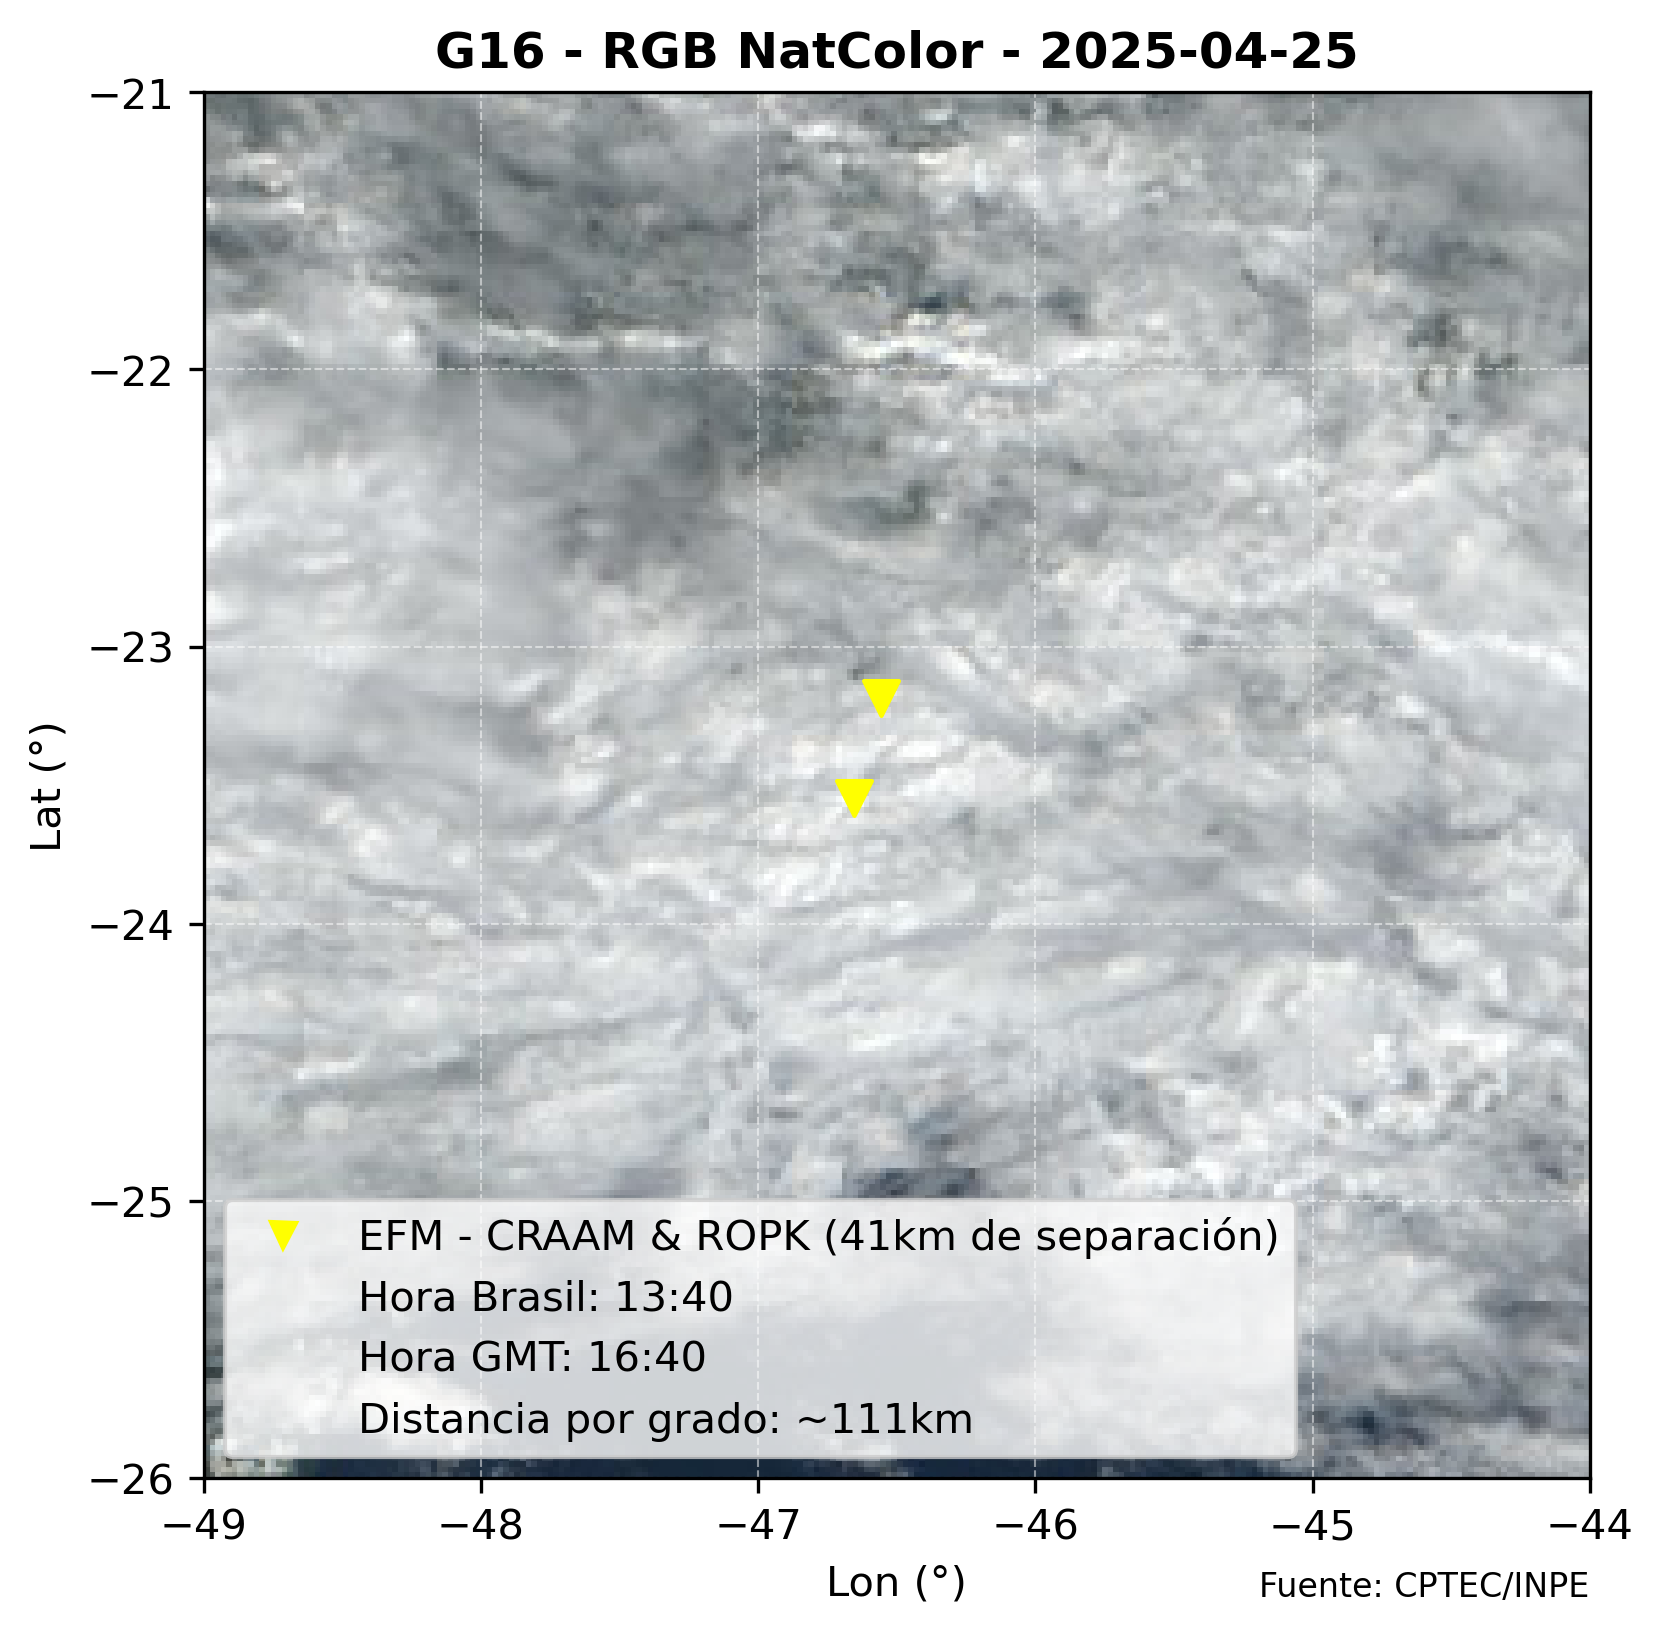 G16 - RGB NatColor - 2025-04-25
−21
−22
−23
−24
−25
−26
Lat (°)
EFM - CRAAM & ROPK (41km de separación)
Hora Brasil: 13:40
Hora GMT: 16:40
Distancia por grado: ~111km
−49
−48
−47
−46
−45
−44
Lon (°)
Fuente: CPTEC/INPE